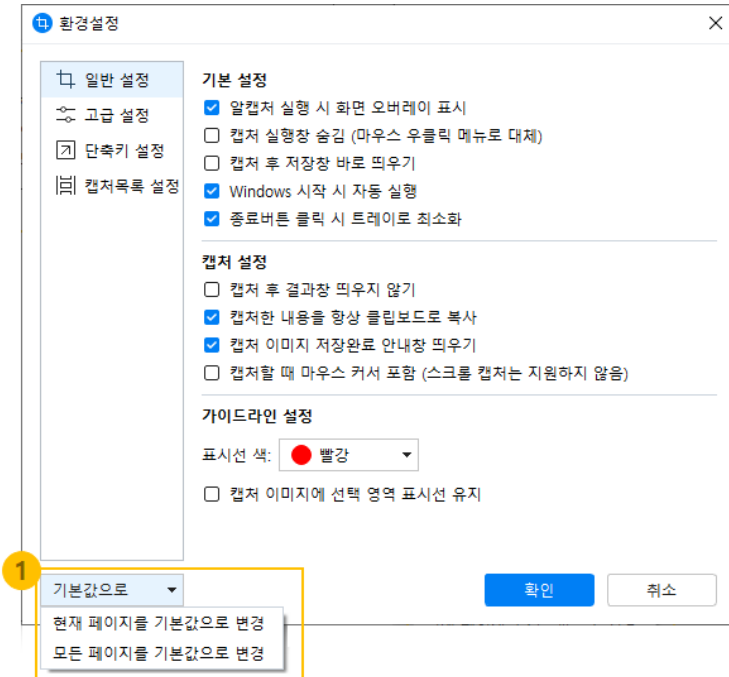 환경설정
일반 설정
고급 설정
단축키 설정
캡처목록 설정
기본 설정
알캡처 실행 시 화면 오버레이 표시
캡처 실행창 숨김 (마우스 우클릭 메뉴로 대체)
캡처 후 저장창 바로 띄우기
Windows 시작 시 자동 실행
종료버튼 클릭 시 트레이로 최소화
캡처 설정
캡처 후 결과창 띄우지 않기
캡처한 내용을 항상 클립보드로 복사
캡처 이미지 저장완료 안내창 띄우기
캡처할 때 마우스 커서 포함 (스크롤 캡처는 지원하지 않음)
가이드라인 설정
표시선 색: 빨강
캡처 이미지에 선택 영역 표시선 유지
1
기본값으로
확인 취소
현재 페이지를 기본값으로 변경
모든 페이지를 기본값으로 변경